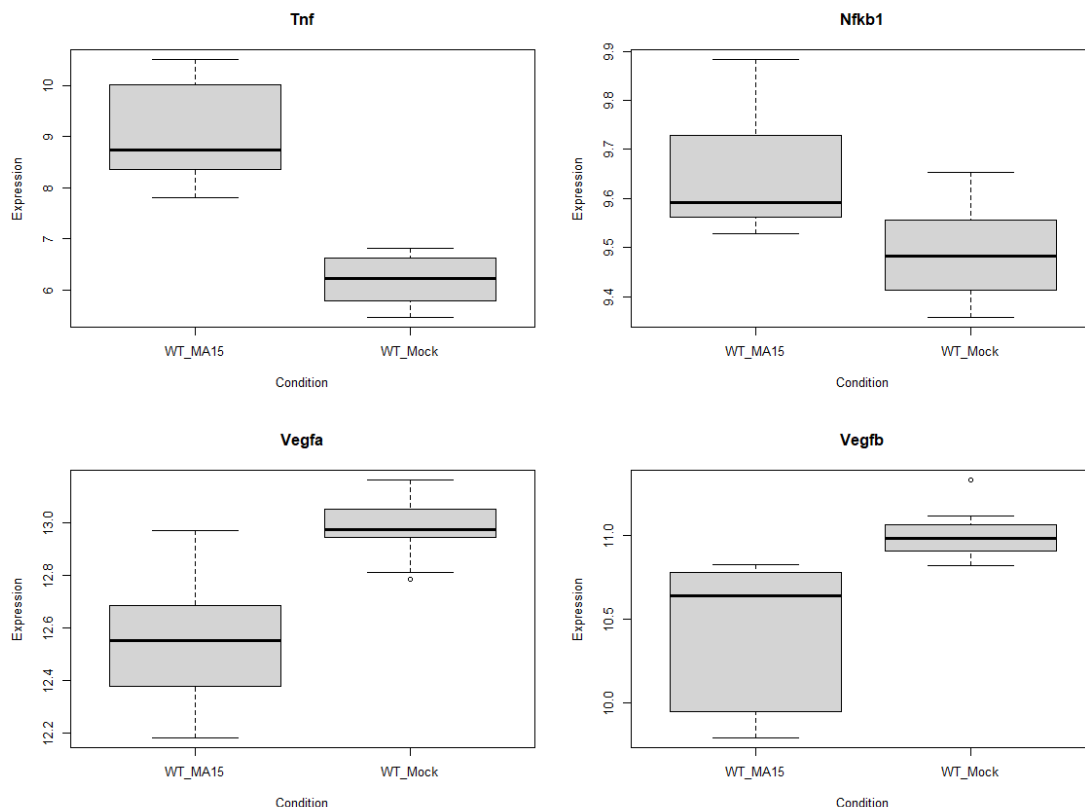 Tnf
Expression
10
9
8
7
6
WT_MA15 WT_Mock
Condition
Nfkb1
Expression
9.9
9.8
9.7
9.6
9.5
9.4
WT_MA15 WT_Mock
Condition
Vegfa
Expression
13.0
12.8
12.6
12.4
12.2
WT_MA15 WT_Mock
Condition
Vegfb
Expression
11.0
10.5
10.0
WT_MA15 WT_Mock
Condition